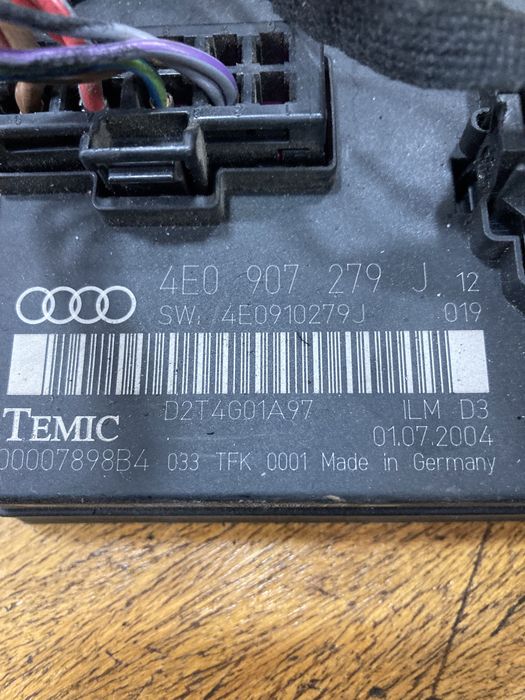 4E0 907 279 J 12
SW: 4E0910279J 019
D2T4G01A97 ILM D3
TEMIC 01.07.2004
00007898B4 033 TFK 0001 Made in Germany